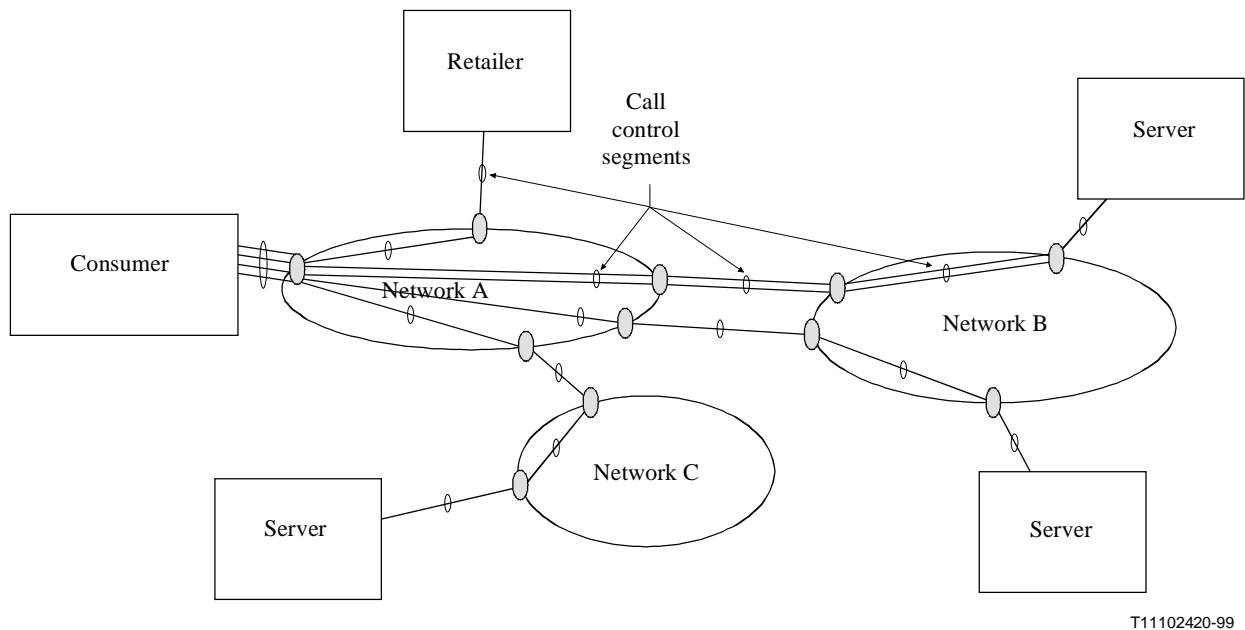 Retailer
Call
control
segments
Server
Consumer
Network A
Network B
Network C
Server
Server
T11102420-99